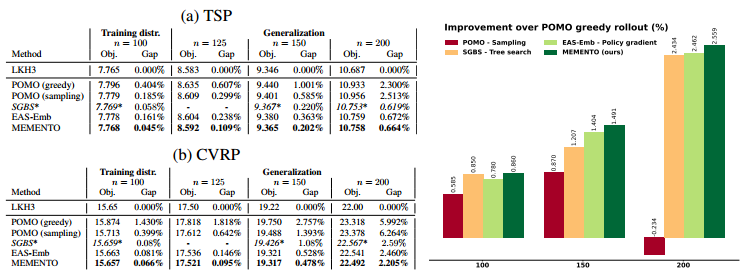 (a) TSP
Training distr. Generalization
n = 100 n = 125 n = 150 n = 200
Method Obj. Gap Obj. Gap Obj. Gap Obj. Gap
LKH3 7.765 0.000% 8.583 0.000% 9.346 0.000% 10.687 0.000%
POMO (greedy) 7.796 0.404% 8.635 0.607% 9.440 1.001% 10.933 2.300%
POMO (sampling) 7.779 0.185% 8.609 0.299% 9.401 0.585% 10.956 2.513%
SGBS* 7.769* 0.058% - - 9.367* 0.220% 10.753* 0.619%
EAS-Emb 7.778 0.161% 8.604 0.238% 9.380 0.363% 10.759 0.672%
MEMENTO 7.768 0.045% 8.592 0.109% 9.365 0.202% 10.758 0.664%
(b) CVRP
Training distr. Generalization
n = 100 n = 125 n = 150 n = 200
Method Obj. Gap Obj. Gap Obj. Gap Obj. Gap
LKH3 15.65 0.000% 17.50 0.000% 19.22 0.000% 22.00 0.000%
POMO (greedy) 15.874 1.430% 17.818 1.818% 19.750 2.757% 23.318 5.992%
POMO (sampling) 15.713 0.399% 17.612 0.642% 19.488 1.393% 23.378 6.264%
SGBS* 15.659* 0.08% - - 19.426* 1.08% 22.567* 2.59%
EAS-Emb 15.663 0.081% 17.536 0.146% 19.321 0.528% 22.541 2.460%
MEMENTO 15.657 0.066% 17.521 0.095% 19.317 0.478% 22.492 2.205%
Improvement over POMO greedy rollout (%)
POMO - Sampling EAS-Emb - Policy gradient
SGBS - Tree search MEMENTO (ours)
0.585 0.850 0.780 0.860
0.870 1.207 1.404 1.491
-0.234 2.434 2.462 2.559
100 150 200